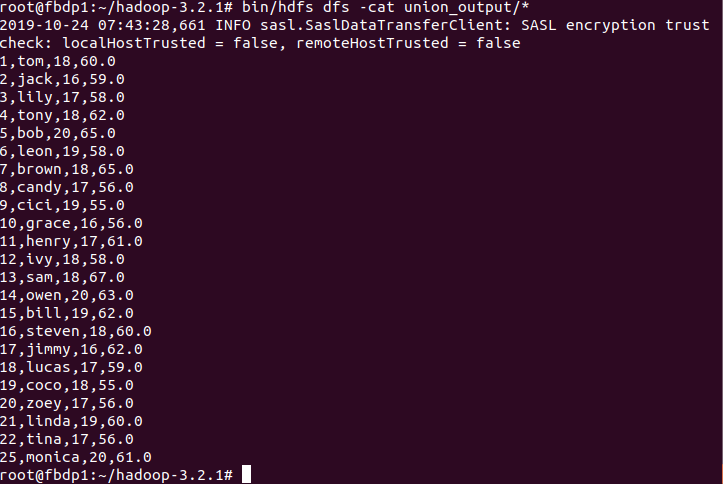 root@fbdp1:~/hadoop-3.2.1# bin/hdfs dfs -cat union_output/*
2019-10-24 07:43:28,661 INFO sasl.SaslDataTransferClient: SASL encryption trust
check: localHostTrusted = false, remoteHostTrusted = false
1,tom,18,60.0
2,jack,16,59.0
3,lily,17,58.0
4,tony,18,62.0
5,bob,20,65.0
6,leon,19,58.0
7,brown,18,65.0
8,candy,17,56.0
9,cici,19,55.0
10,grace,16,56.0
11,henry,17,61.0
12,ivy,18,58.0
13,sam,18,67.0
14,owen,20,63.0
15,bill,19,62.0
16,steven,18,60.0
17,jimmy,16,62.0
18,lucas,17,59.0
19,coco,18,55.0
20,zoey,17,56.0
21,linda,19,60.0
22,tina,17,56.0
25,monica,20,61.0
root@fbdp1:~/hadoop-3.2.1#